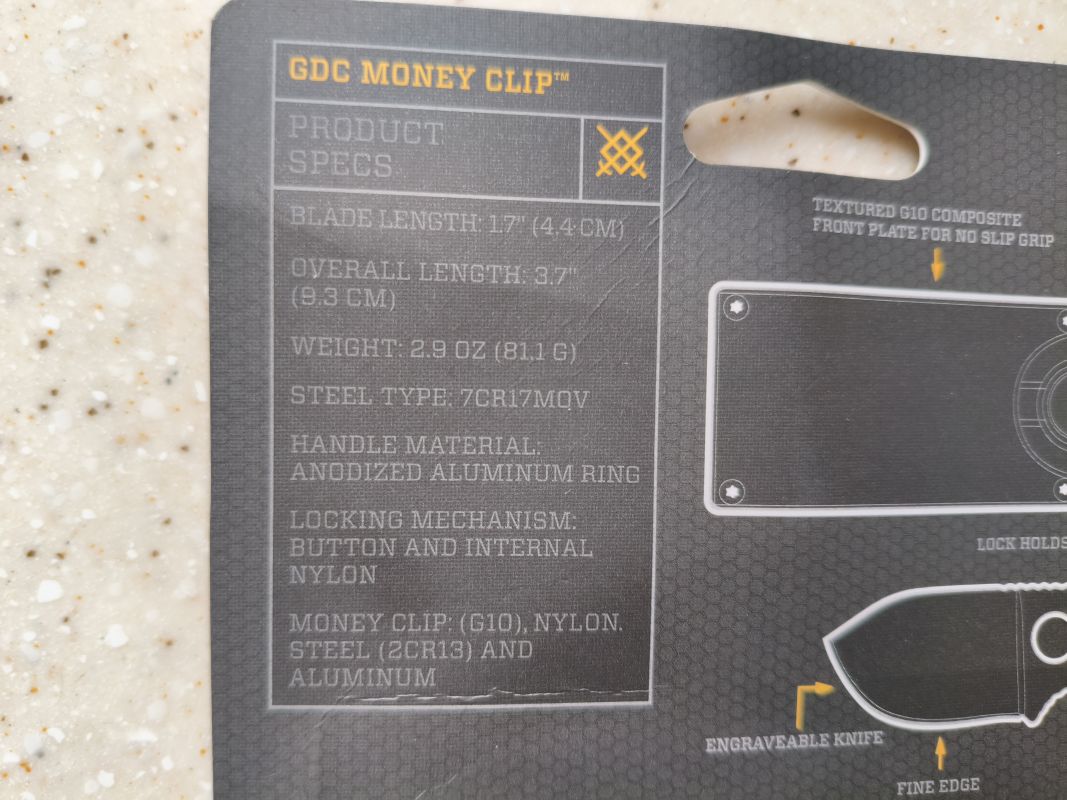 GDC MONEY CLIP™
PRODUCT
SPECS
BLADE LENGTH: 1.7" (4.4 CM)
OVERALL LENGTH: 3.7"
(9.3 CM)
WEIGHT: 2.9 OZ (81.1 G)
STEEL TYPE: 7CR17MOV
HANDLE MATERIAL:
ANODIZED ALUMINUM RING
LOCKING MECHANISM:
BUTTON AND INTERNAL
NYLON
MONEY CLIP: (G10), NYLON.
STEEL (2CR13) AND
ALUMINUM
TEXTURED G10 COMPOSITE
FRONT PLATE FOR NO SLIP GRIP
LOCK HOLDS
ENGRAVEABLE KNIFE
FINE EDGE